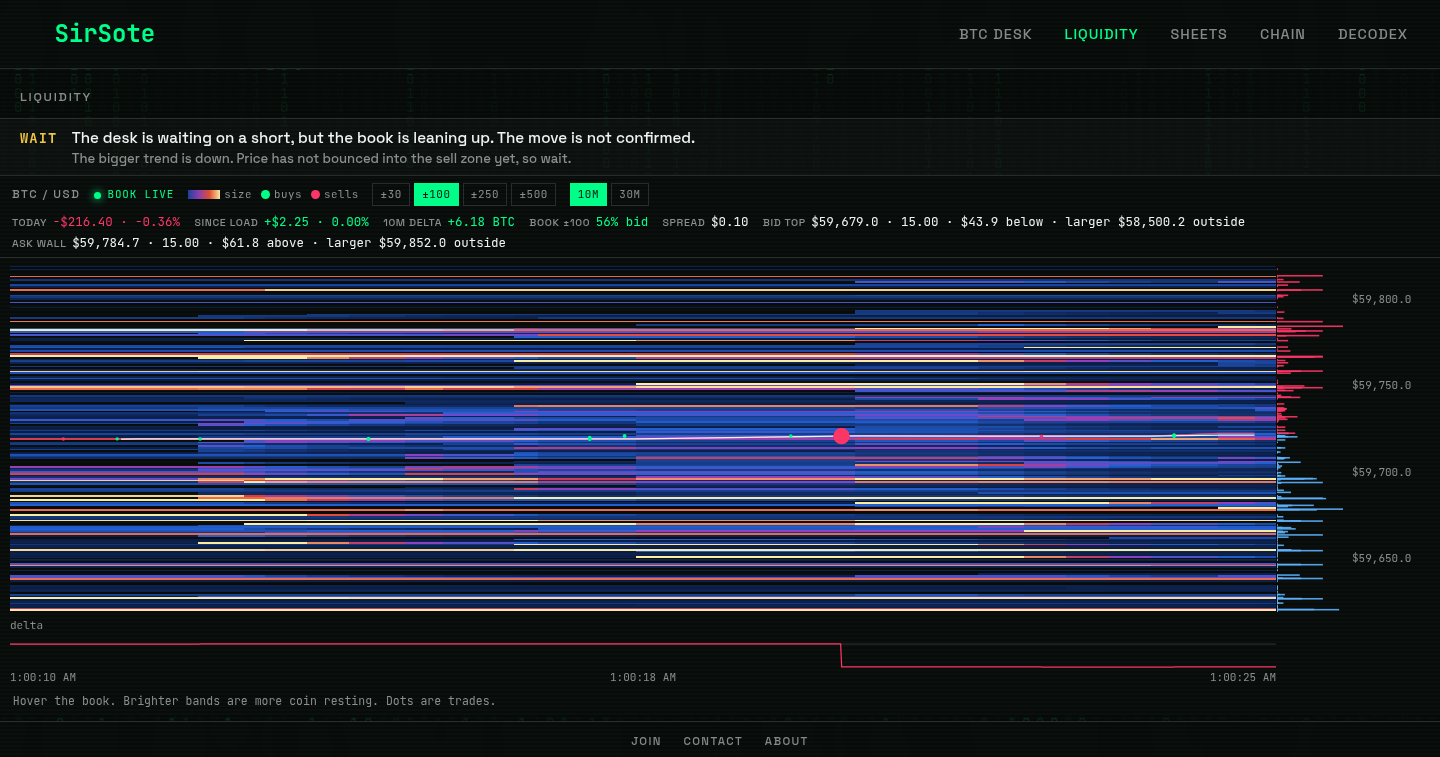 SirSote
BTC DESK LIQUIDITY SHEETS CHAIN DECODEX
LIQUIDITY
WAIT The desk is waiting on a short, but the book is leaning up. The move is not confirmed.
The bigger trend is down. Price has not bounced into the sell zone yet, so wait.
BTC / USD BOOK LIVE size buys sells ±30 ±100 ±250 ±500 10M 30M
TODAY -$216.40 · -0.36% SINCE LOAD +$2.25 · 0.00% 10M DELTA +6.18 BTC BOOK ±100 56% bid SPREAD $0.10 BID TOP $59,679.0 · 15.00 · $43.9 below · larger $58,500.2 outside
ASK WALL $59,784.7 · 15.00 · $61.8 above · larger $59,852.0 outside
$59,800.0
$59,750.0
$59,700.0
$59,650.0
delta
1:00:10 AM 1:00:18 AM 1:00:25 AM
Hover the book. Brighter bands are more coin resting. Dots are trades.
JOIN CONTACT ABOUT